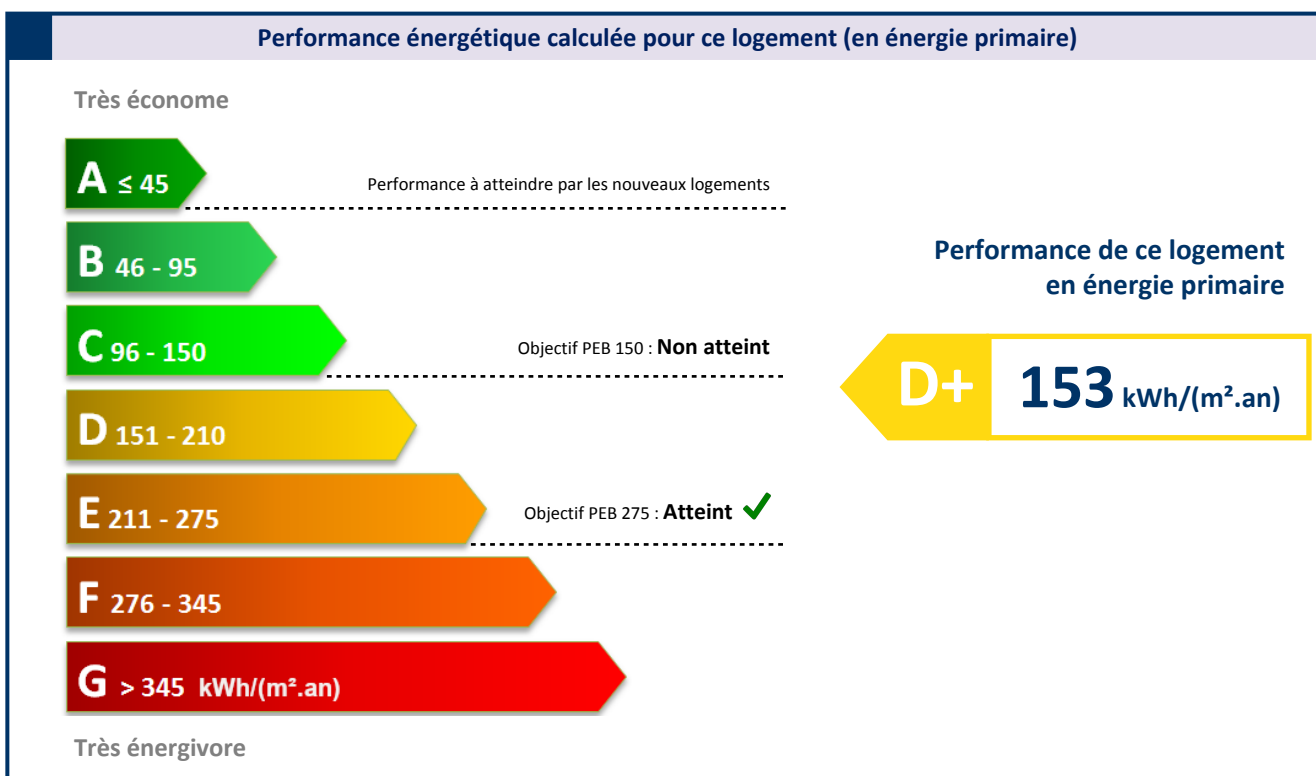 Performance énergétique calculée pour ce logement (en énergie primaire)
Très économe
A ≤ 45
Performance à atteindre par les nouveaux logements
B 46 - 95
C 96 - 150
Objectif PEB 150 : Non atteint
D 151 - 210
E 211 - 275
Objectif PEB 275 : Atteint ✓
F 276 - 345
G > 345 kWh/(m².an)
Très énergivore
Performance de ce logement
en énergie primaire
D+ 153 kWh/(m².an)